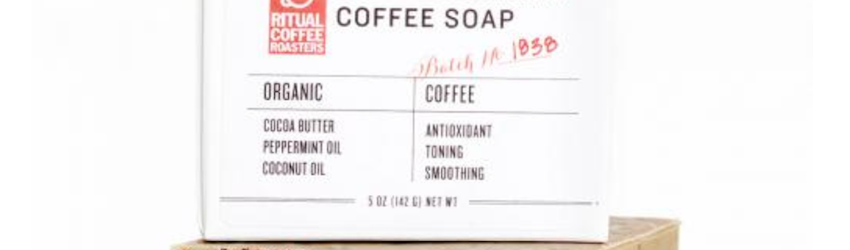 RITUAL
COFFEE
ROASTERS
COFFEE SOAP
Batch № 1838
ORGANIC
COFFEE
COCOA BUTTER
PEPPERMINT OIL
COCONUT OIL
ANTIOXIDANT
TONING
SMOOTHING
5 OZ (142 G) NET WT